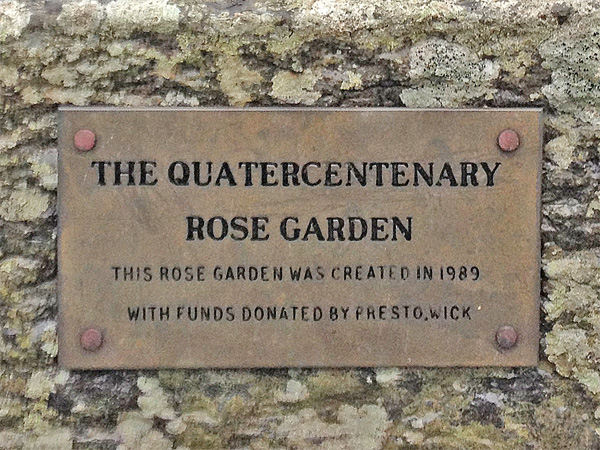 THE QUATERCENTENARY
ROSE GARDEN
THIS ROSE GARDEN WAS CREATED IN 1989
WITH FUNDS DONATED BY PRESTO, WICK